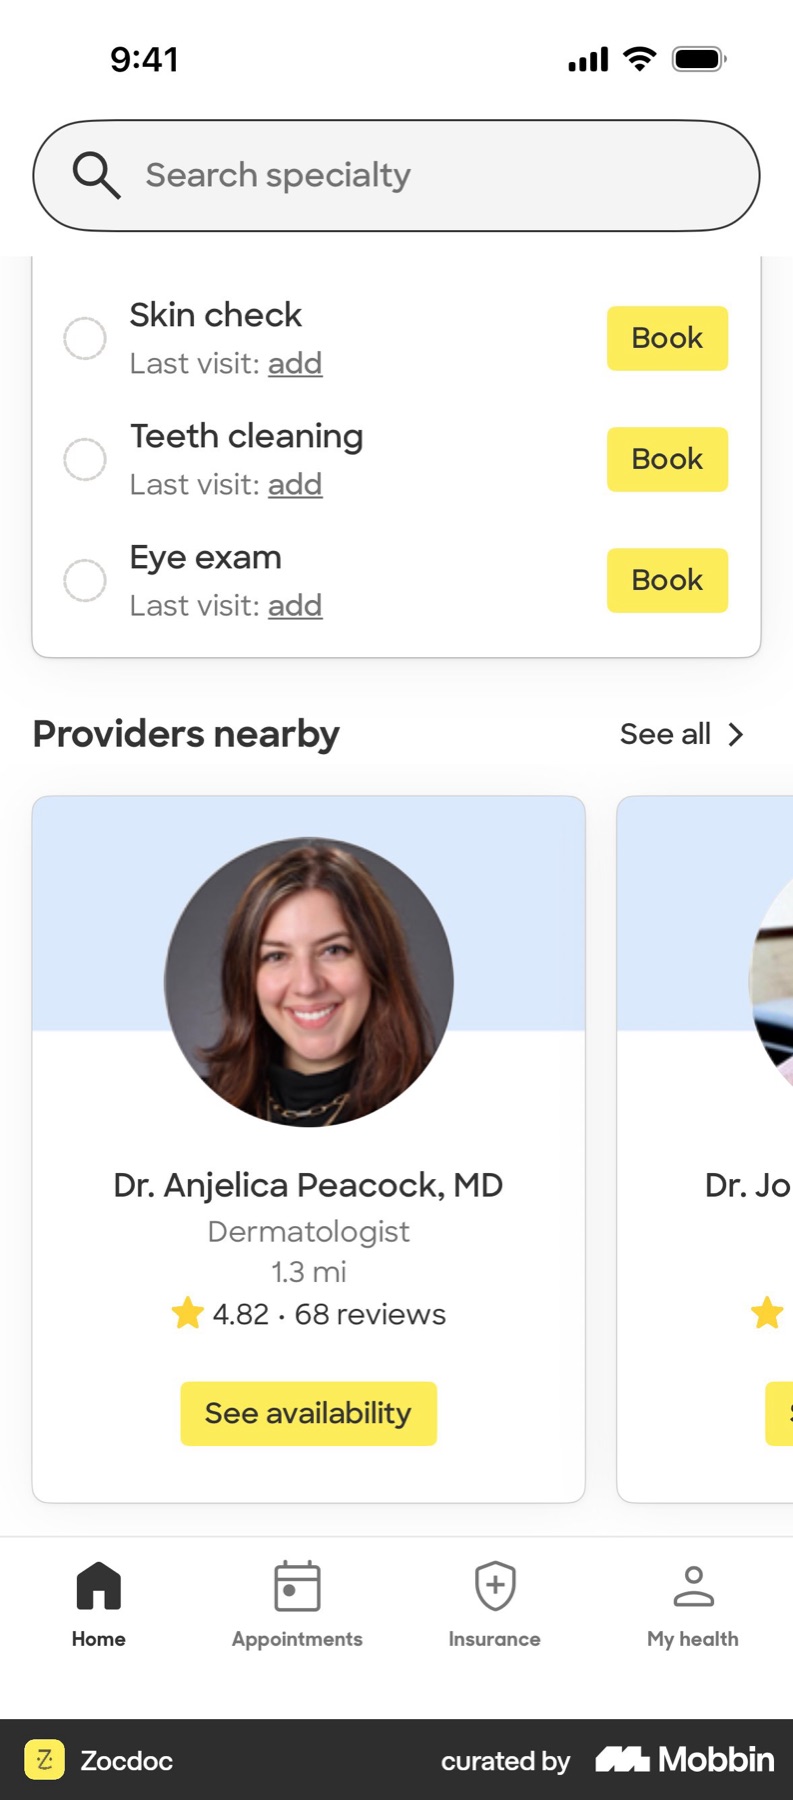 9:41
Search specialty
Skin check
Last visit: add
Book
Teeth cleaning
Last visit: add
Book
Eye exam
Last visit: add
Book
Providers nearby
See all
Dr. Anjelica Peacock, MD
Dermatologist
1.3 mi
4.82 · 68 reviews
See availability
Dr. Jo
Home
Appointments
Insurance
My health
Zocdoc
curated by Mobbin